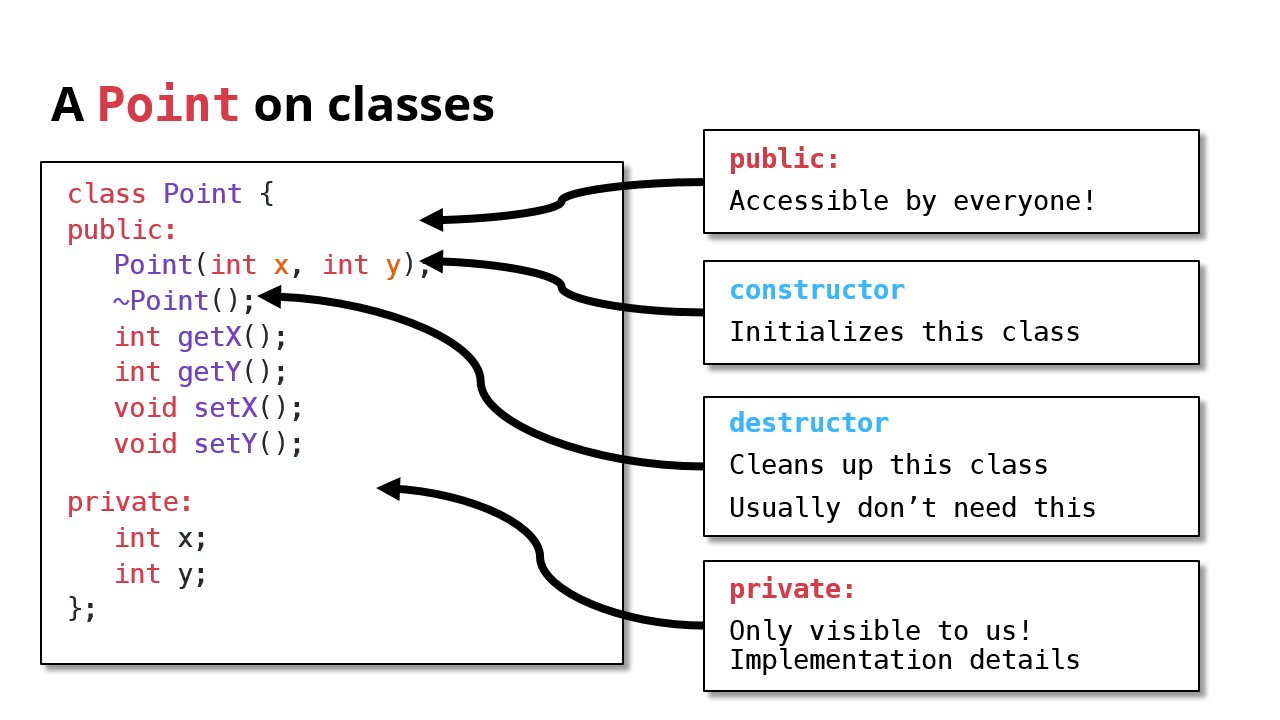 A Point on classes
class Point {
public:
Point(int x, int y);
~Point();
int getX();
int getY();
void setX();
void setY();
private:
int x;
int y;
};
public:
Accessible by everyone!
constructor
Initializes this class
destructor
Cleans up this class
Usually don’t need this
private:
Only visible to us!
Implementation details